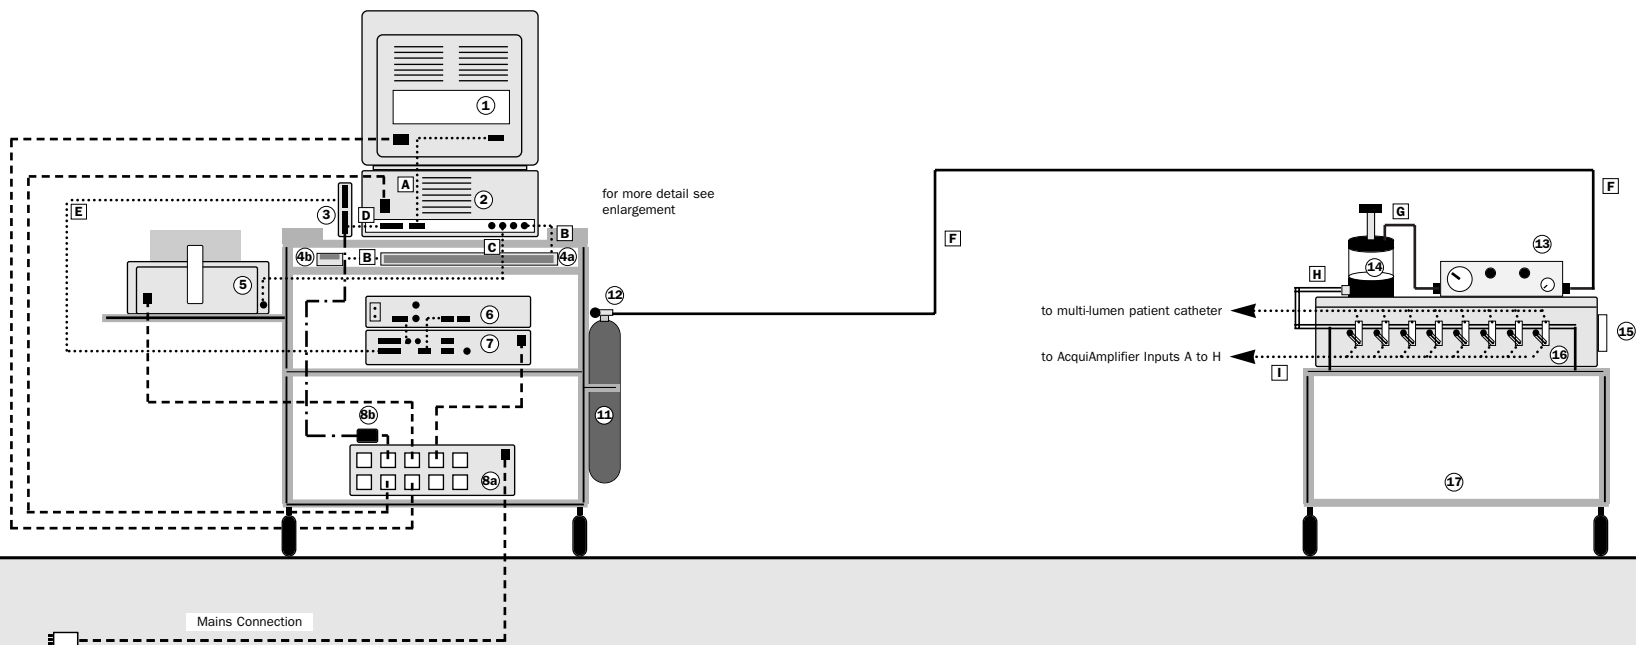 1
A
2
for more detail see
enlargement
E
3
D
F
G
B
C
F
13
4b
B
4a
14
H
5
12
6
to multi-lumen patient catheter
15
7
to AcquiAmplifier Inputs A to H
16
I
8b
11
8a
17
Mains Connection